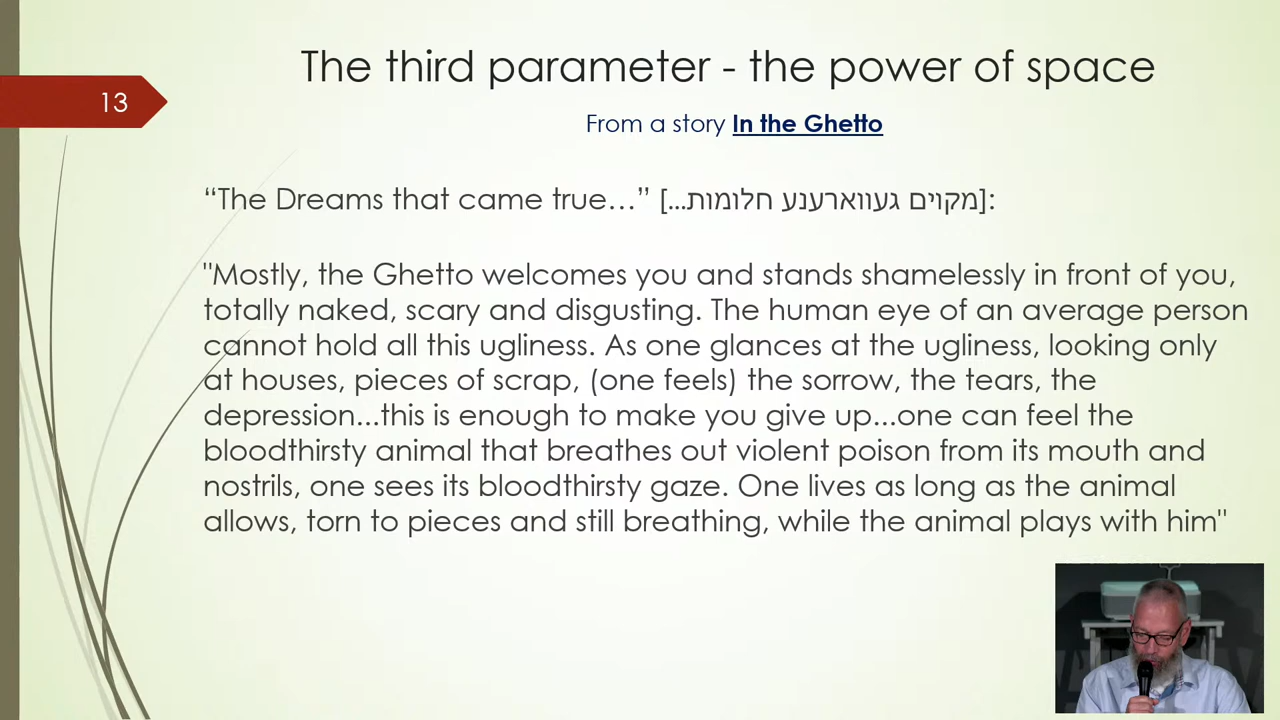 The third parameter - the power of space
13
From a story In the Ghetto
“The Dreams that came true…” [מקוים געוואָרענע חלומות...]:
"Mostly, the Ghetto welcomes you and stands shamelessly in front of you,
totally naked, scary and disgusting. The human eye of an average person
cannot hold all this ugliness. As one glances at the ugliness, looking only
at houses, pieces of scrap, (one feels) the sorrow, the tears, the
depression...this is enough to make you give up...one can feel the
bloodthirsty animal that breathes out violent poison from its mouth and
nostrils, one sees its bloodthirsty gaze. One lives as long as the animal
allows, torn to pieces and still breathing, while the animal plays with him"